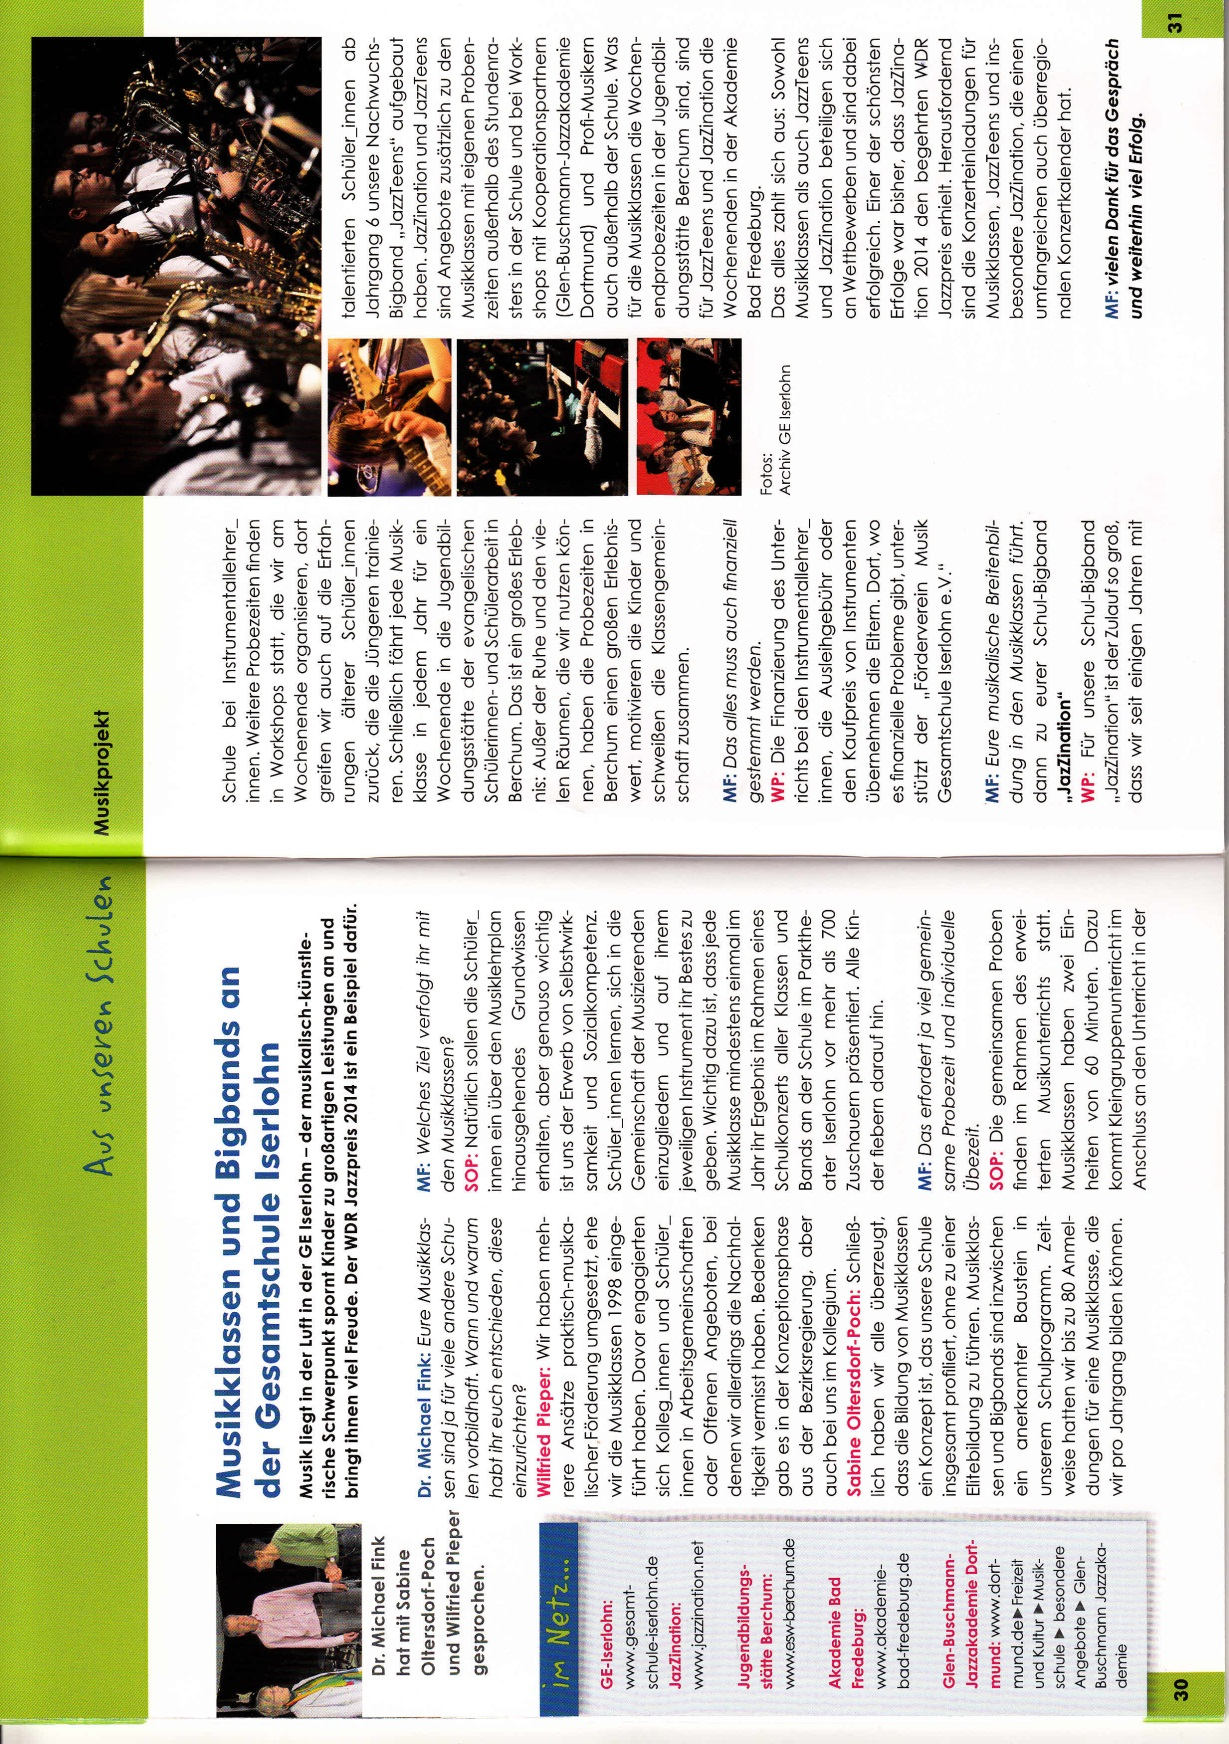 Aus unseren Schulen
Musikklassen und Bigbands an
der Gesamtschule Iserlohn
Musik liegt in der Luft in der GE Iserlohn – der musikalisch-künstle-
rische Schwerpunkt spornt Kinder zu großartigen Leistungen an und
bringt ihnen viel Freude. Der WDR Jazzpreis 2014 ist ein Beispiel dafür.
Dr. Michael Fink
hat mit Sabine
Oltersdorf-Poch
und Wilfried Pieper
gesprochen.
im Netz...
GE-Iserlohn:
www.gesamt-
schule-iserlohn.de
JazZination:
www.jazzination.net
Jugendbildungs-
stätte Berchum:
www.esw-berchum.de
Akademie Bad
Fredeburg:
www.akademie-
bad-fredeburg.de
Glen-Buschmann-
Jazzakademie Dort-
mund: www.dort-
mund.de▶Freizeit
und Kultur ▶Musik-
schule ▶ besondere
Angebote ▶ Glen-
Buschmann Jazzaka-
demie
30
Dr. Michael Fink: Eure Musikklas-
sen sind ja für viele andere Schu-
len vorbildhaft. Wann und warum
habt ihr euch entschieden, diese
einzurichten?
Wilfried Pieper: Wir haben meh-
rere Ansätze praktisch-musika-
lischer Förderung umgesetzt, ehe
wir die Musikklassen 1998 einge-
führt haben. Davor engagierten
sich Kolleg_innen und Schüler_
innen in Arbeitsgemeinschaften
oder Offenen Angeboten, bei
denen wir allerdings die Nachhal-
tigkeit vermisst haben. Bedenken
gab es in der Konzeptionsphase
aus der Bezirksregierung, aber
auch bei uns im Kollegium.
Sabine Oltersdorf-Poch: Schließ-
lich haben wir alle überzeugt,
dass die Bildung von Musikklassen
ein Konzept ist, das unsere Schule
insgesamt profiliert, ohne zu einer
Elitebildung zu führen. Musikklas-
sen und Bigbands sind inzwischen
ein anerkannter Baustein in
unserem Schulprogramm. Zeit-
weise hatten wir bis zu 80 Anmel-
dungen für eine Musikklasse, die
wir pro Jahrgang bilden können.
MF: Welches Ziel verfolgt ihr mit
den Musikklassen?
SOP: Natürlich sollen die Schüler_
innen ein über den Musiklehrplan
hinausgehendes Grundwissen
erhalten, aber genauso wichtig
ist uns der Erwerb von Selbstwirk-
samkeit und Sozialkompetenz.
Schüler_innen lernen, sich in die
Gemeinschaft der Musizierenden
einzugliedern und auf ihrem
jeweiligen Instrument ihr Bestes zu
geben. Wichtig dazu ist, dass jede
Musikklasse mindestens einmal im
Jahr ihr Ergebnis im Rahmen eines
Schulkonzerts aller Klassen und
Bands an der Schule im Parkthe-
ater Iserlohn vor mehr als 700
Zuschauern präsentiert. Alle Kin-
der fiebern darauf hin.
MF: Das erfordert ja viel gemein-
same Probezeit und individuelle
Übezeit.
SOP: Die gemeinsamen Proben
finden im Rahmen des erwei-
terten Musikunterrichts statt.
Musikklassen haben zwei Ein-
heiten von 60 Minuten. Dazu
kommt Kleingruppenunterricht im
Anschluss an den Unterricht in der
Musikprojekt
Schule bei Instrumentallehrer_
innen. Weitere Probezeiten finden
in Workshops statt, die wir am
Wochenende organisieren, dort
greifen wir auch auf die Erfah-
rungen älterer Schüler_innen
zurück, die die Jüngeren trainie-
ren. Schließlich fährt jede Musik-
klasse in jedem Jahr für ein
Wochenende in die Jugendbil-
dungsstätte der evangelischen
Schülerinnen- und Schülerarbeit in
Berchum. Das ist ein großes Erleb-
nis: Außer der Ruhe und den vie-
len Räumen, die wir nutzen kön-
nen, haben die Probezeiten in
Berchum einen großen Erlebnis-
wert, motivieren die Kinder und
schweißen die Klassengemein-
schaft zusammen.
MF: Das alles muss auch finanziell
gestemmt werden.
WP: Die Finanzierung des Unter-
richts bei den Instrumentallehrer_
innen, die Ausleihgebühr oder
den Kaufpreis von Instrumenten
übernehmen die Eltern. Dort, wo
es finanzielle Probleme gibt, unter-
stützt der „Förderverein Musik
Gesamtschule Iserlohn e.V.“
MF: Eure musikalische Breitenbil-
dung in den Musikklassen führt,
dann zu eurer Schul-Bigband
„JazZination“
WP: Für unsere Schul-Bigband
„JazZination“ ist der Zulauf so groß,
dass wir seit einigen Jahren mit
Fotos:
Archiv GE Iserlohn
talentierten Schüler_innen ab
Jahrgang 6 unsere Nachwuchs-
Bigband „JazzTeens“ aufgebaut
haben. JazZination und JazzTeens
sind Angebote zusätzlich zu den
Musikklassen mit eigenen Proben-
zeiten außerhalb des Stundenra-
sters in der Schule und bei Work-
shops mit Kooperationspartnern
(Glen-Buschmann-Jazzakademie
Dortmund) und Profi-Musikern
auch außerhalb der Schule. Was
für die Musikklassen die Wochen-
endprobezeiten in der Jugendbil-
dungsstätte Berchum sind, sind
für JazzTeens und JazZination die
Wochenenden in der Akademie
Bad Fredeburg.
Das alles zahlt sich aus: Sowohl
Musikklassen als auch JazzTeens
und JazZination beteiligen sich
an Wettbewerben und sind dabei
erfolgreich. Einer der schönsten
Erfolge war bisher, dass JazZina-
tion 2014 den begehrten WDR
Jazzpreis erhielt. Herausfordernd
sind die Konzerteinladungen für
Musikklassen, JazzTeens und ins-
besondere JazZination, die einen
umfangreichen auch überregio-
nalen Konzertkalender hat.
MF: vielen Dank für das Gespräch
und weiterhin viel Erfolg.
31